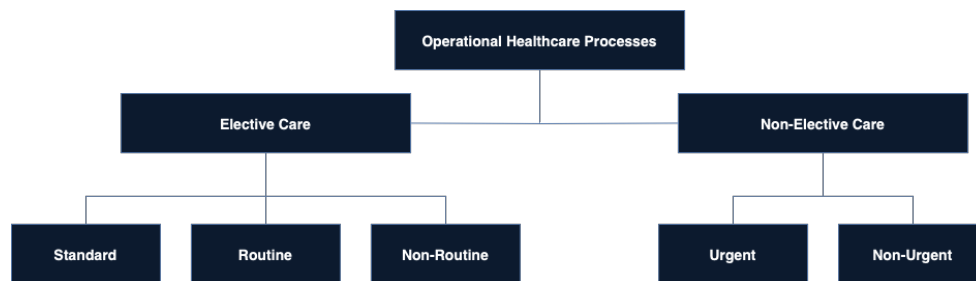 Operational Healthcare Processes
Elective Care
Non-Elective Care
Standard
Routine
Non-Routine
Urgent
Non-Urgent